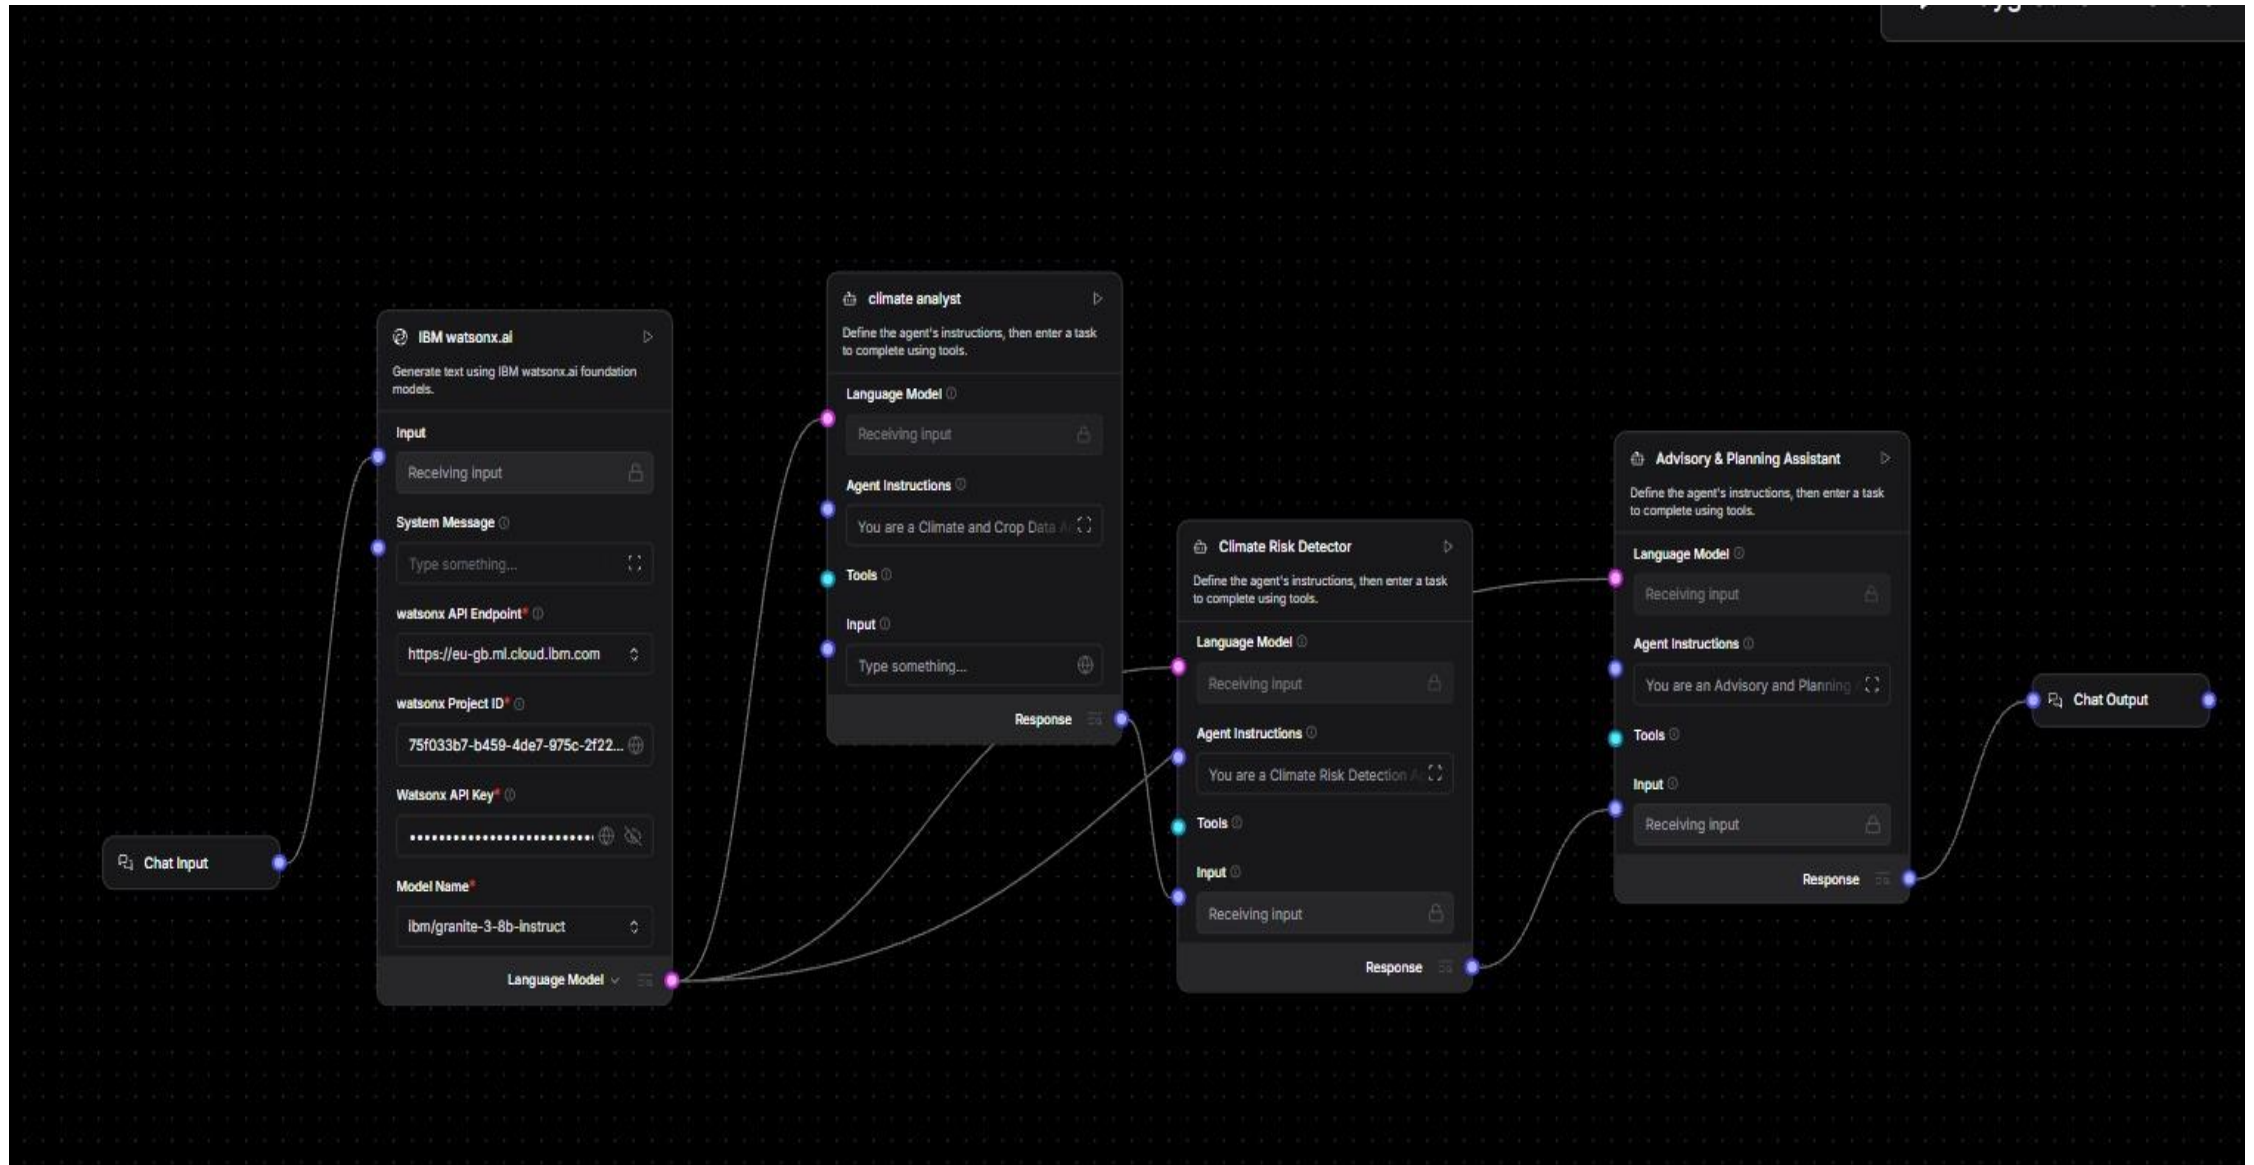 Chat Input
IBM watsonx.ai
Generate text using IBM watsonx.ai foundation
models.
Input
Receiving input
System Message
Type something...
watsonx API Endpoint*
https://eu-gb.ml.cloud.ibm.com
watsonx Project ID*
75f033b7-b459-4de7-975c-2f22...
Watsonx API Key*
Model Name*
ibm/granite-3-8b-instruct
Language Model
climate analyst
Define the agent's instructions, then enter a task
to complete using tools.
Language Model
Receiving input
Agent Instructions
You are a Climate and Crop Data
Tools
Input
Type something...
Response
Climate Risk Detector
Define the agent's instructions, then enter a task
to complete using tools.
Language Model
Receiving input
Agent Instructions
You are a Climate Risk Detection
Tools
Input
Receiving input
Response
Advisory & Planning Assistant
Define the agent's instructions, then enter a task
to complete using tools.
Language Model
Receiving input
Agent Instructions
You are an Advisory and Planning
Tools
Input
Receiving input
Response
Chat Output